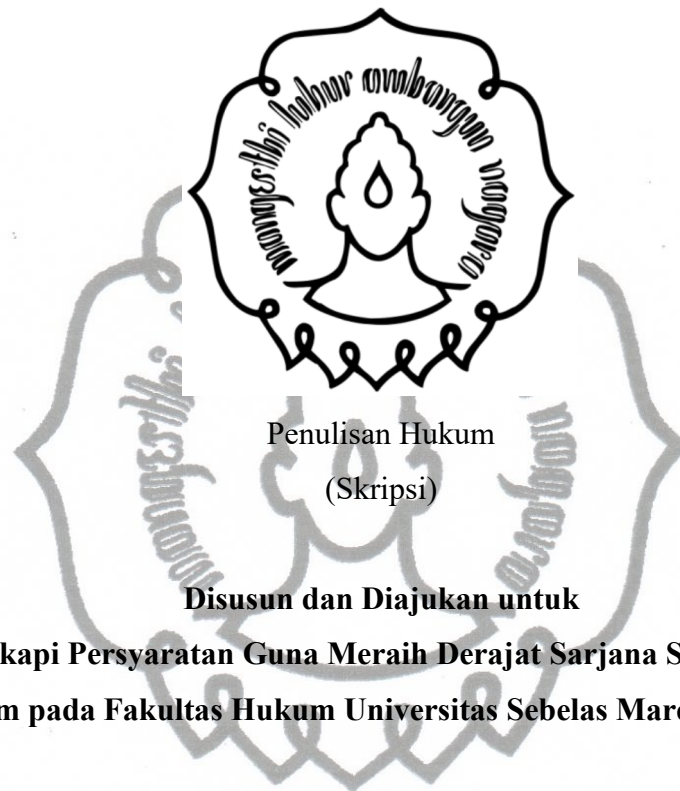 mangesthi luhur ambangun nagara
Penulisan Hukum
(Skripsi)
Disusun dan Diajukan untuk
kapi Persyaratan Guna Meraih Derajat Sarjana S
m pada Fakultas Hukum Universitas Sebelas Mare